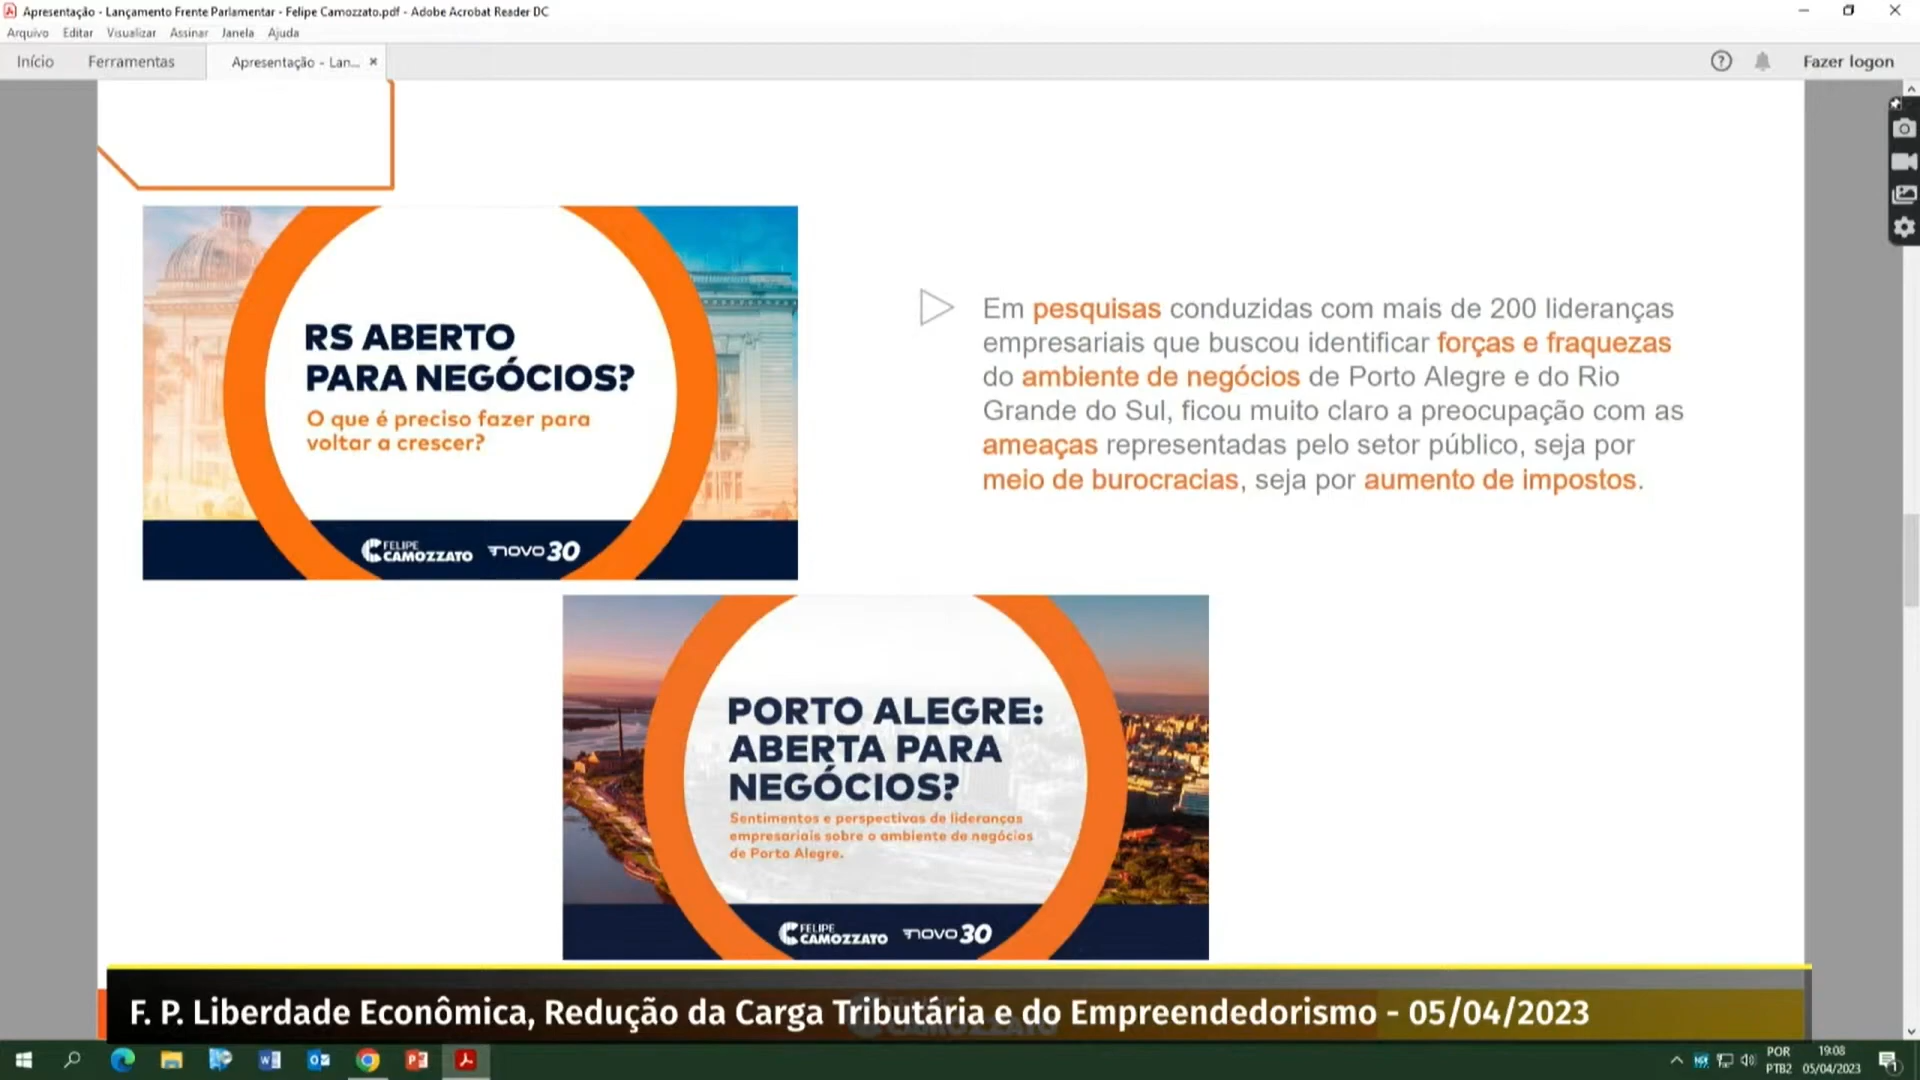 Apresentação - Lançamento Frente Parlamentar - Felipe Camozzato.pdf - Adobe Acrobat Reader DC
Arquivo Editar Visualizar Assinar Janela Ajuda
Início Ferramentas Apresentação - Lan... × Fazer logon
RS ABERTO
PARA NEGÓCIOS?
O que é preciso fazer para
voltar a crescer?
FELIPE
CAMOZZATO NOVO 30
Em pesquisas conduzidas com mais de 200 lideranças
empresariais que buscou identificar forças e fraquezas
do ambiente de negócios de Porto Alegre e do Rio
Grande do Sul, ficou muito claro a preocupação com as
ameaças representadas pelo setor público, seja por
meio de burocracias, seja por aumento de impostos.
PORTO ALEGRE:
ABERTA PARA
NEGÓCIOS?
Sentimentos e perspectivas de lideranças
empresariais sobre o ambiente de negócios
de Porto Alegre.
FELIPE
CAMOZZATO NOVO 30
F. P. Liberdade Econômica, Redução da Carga Tributária e do Empreendedorismo - 05/04/2023
POR 19:08
PTB2 05/04/2023